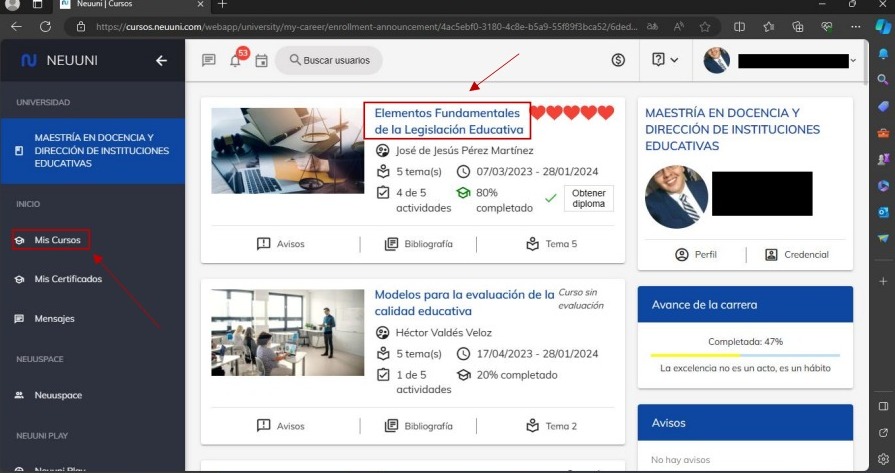 Neuuni | Cursos
https://cursos.neuuni.com/webapp/university/my-career/enrollment-announcement/4ac5ebf0-3180-4c8e-b5a9-55f89f3bca52/6ded...
NEUUNI
53
Buscar usuarios
UNIVERSIDAD
MAESTRÍA EN DOCENCIA Y
DIRECCIÓN DE INSTITUCIONES
EDUCATIVAS
INICIO
Mis Cursos
Mis Certificados
Mensajes
NEUUSPACE
Neuuspace
NEUUNI PLAY
Neuuni Play
Elementos Fundamentales
de la Legislación Educativa
José de Jesús Pérez Martínez
5 tema(s) 07/03/2023 - 28/01/2024
4 de 5
actividades
80%
completado
Obtener
diploma
Avisos Bibliografía Tema 5
Modelos para la evaluación de la
calidad educativa
Curso sin
evaluación
Héctor Valdés Veloz
5 tema(s) 17/04/2023 - 28/01/2024
1 de 5
actividades
20% completado
Avisos Bibliografía Tema 2
MAESTRÍA EN DOCENCIA Y
DIRECCIÓN DE INSTITUCIONES
EDUCATIVAS
Perfil Credencial
Avance de la carrera
Completada: 47%
La excelencia no es un acto, es un hábito
Avisos
No hay avisos